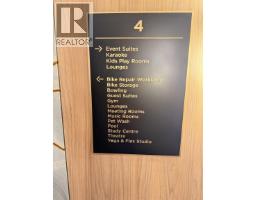 REALTOR®
4
→ Event Suites
Karaoke
Kids Play Rooms
Lounges
← Bike Repair Workshop
Bike Storage
Bowling
Guest Suites
Gym
Lounges
Meeting Rooms
Music Rooms
Pet Wash
Pool
Study Centre
Theatre
Yoga & Flex Studio